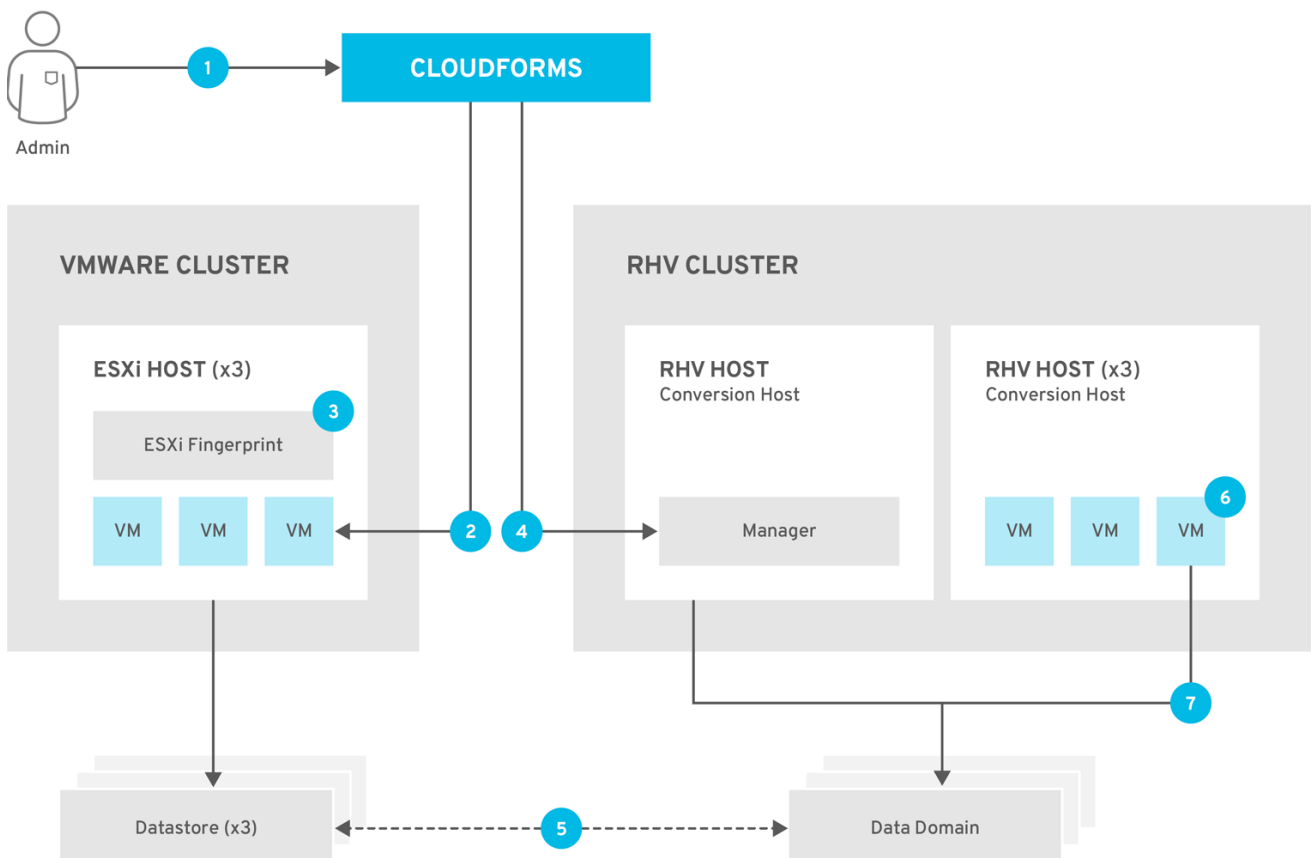 1
CLOUDFORMS
Admin
VMWARE CLUSTER
ESXi HOST (x3)
3
ESXi Fingerprint
VM VM VM
2
4
RHV CLUSTER
RHV HOST
Conversion Host
Manager
RHV HOST (x3)
Conversion Host
6
VM VM VM
7
Datastore (x3)
5
Data Domain